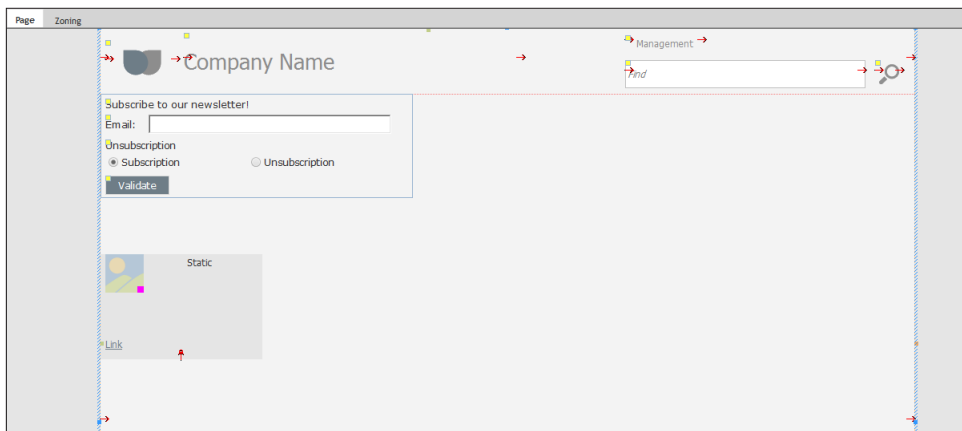 Page
Zoning
Management
Company Name
Find
Subscribe to our newsletter!
Email:
Unsubscription
Subscription
Unsubscription
Validate
Static
Link